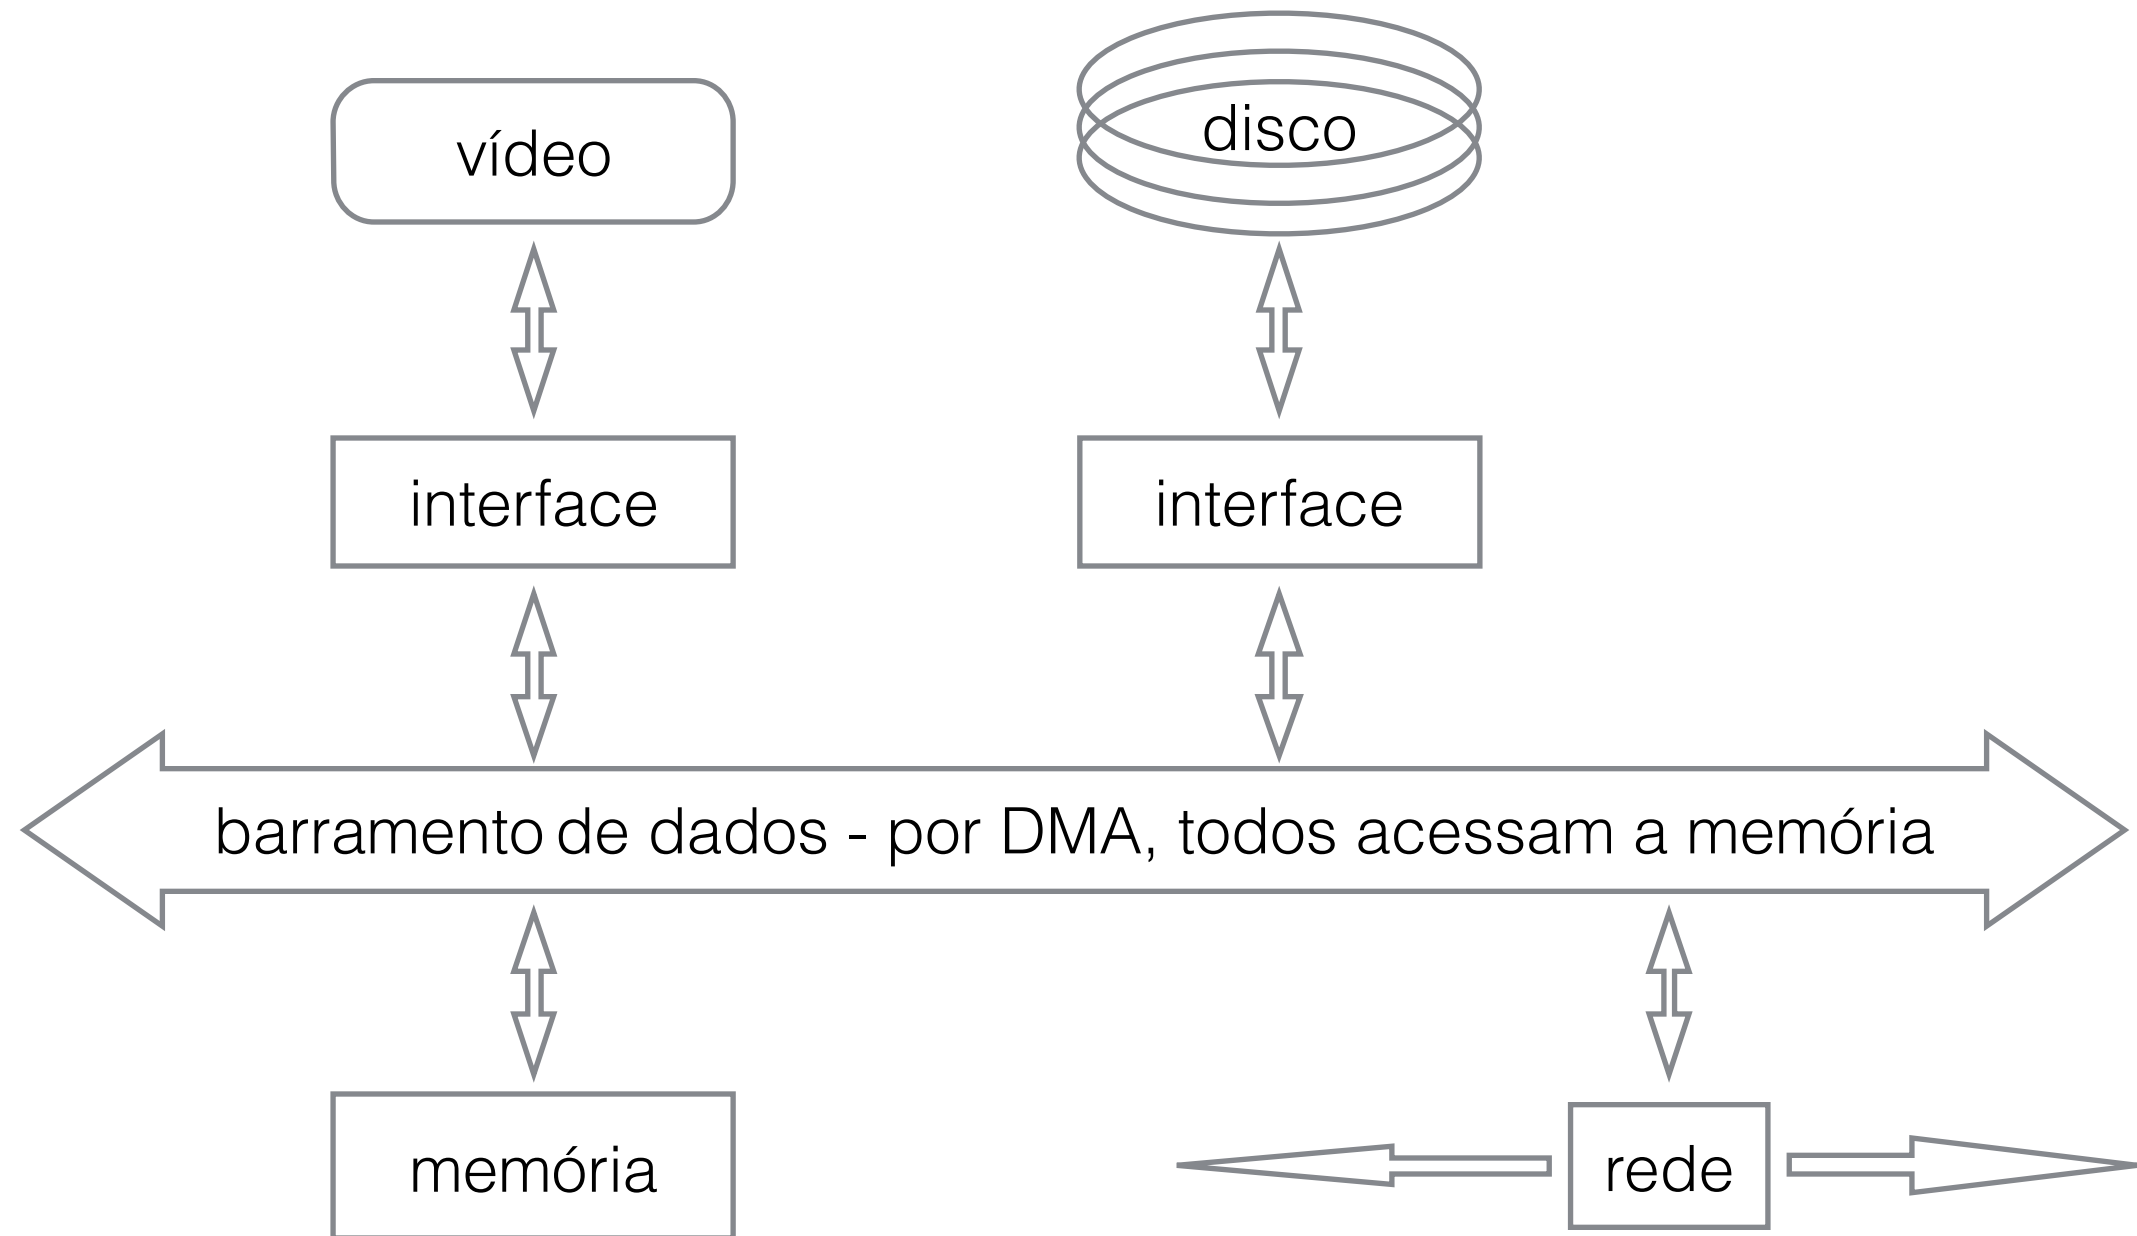 vídeo
disco
interface
interface
barramento de dados - por DMA, todos acessam a memória
memória
rede